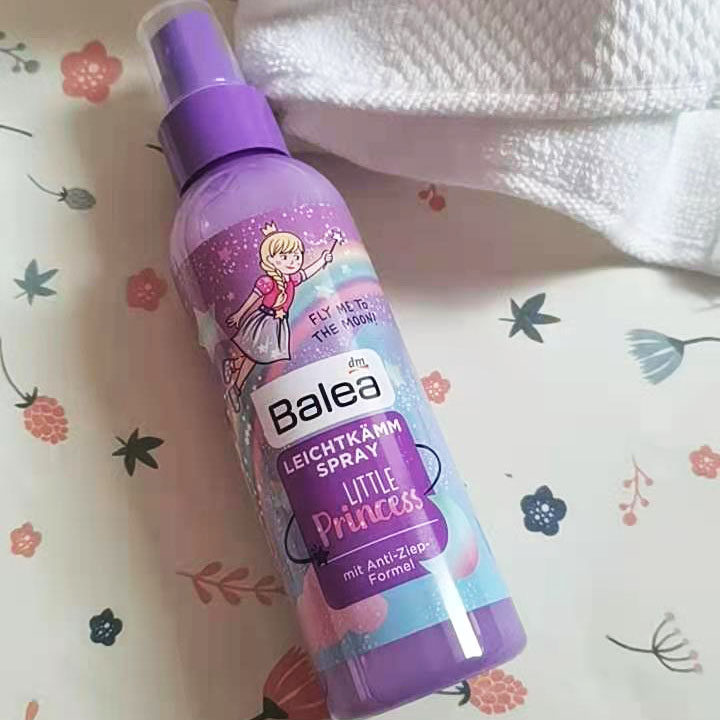 FLY ME TO
THE MOON!
dm
Balea
LEICHTKÄMM
SPRAY
LITTLE
Princess
mit Anti-Ziep-
Formel